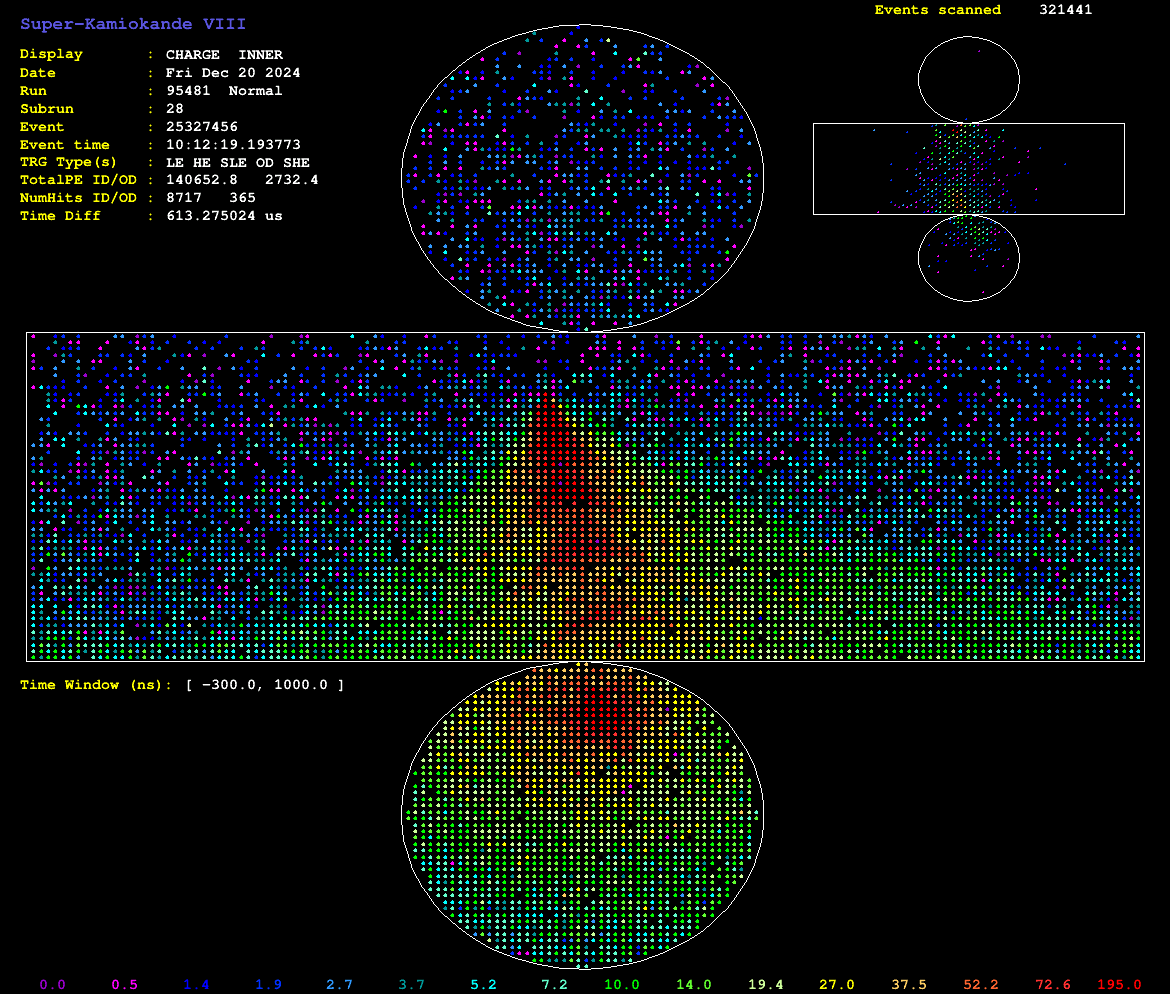 Super-Kamiokande VIII
Events scanned 321441
Display : CHARGE INNER
Date : Fri Dec 20 2024
Run : 95481 Normal
Subrun : 28
Event : 25327456
Event time : 10:12:19.193773
TRG Type(s) : LE HE SLE OD SHE
TotalPE ID/OD : 140652.8 2732.4
NumHits ID/OD : 8717 365
Time Diff : 613.275024 us
Time Window (ns): [ −300.0, 1000.0 ]
0.0 0.5 1.4 1.9 2.7 3.7 5.2 7.2 10.0 14.0 19.4 27.0 37.5 52.2 72.6 195.0